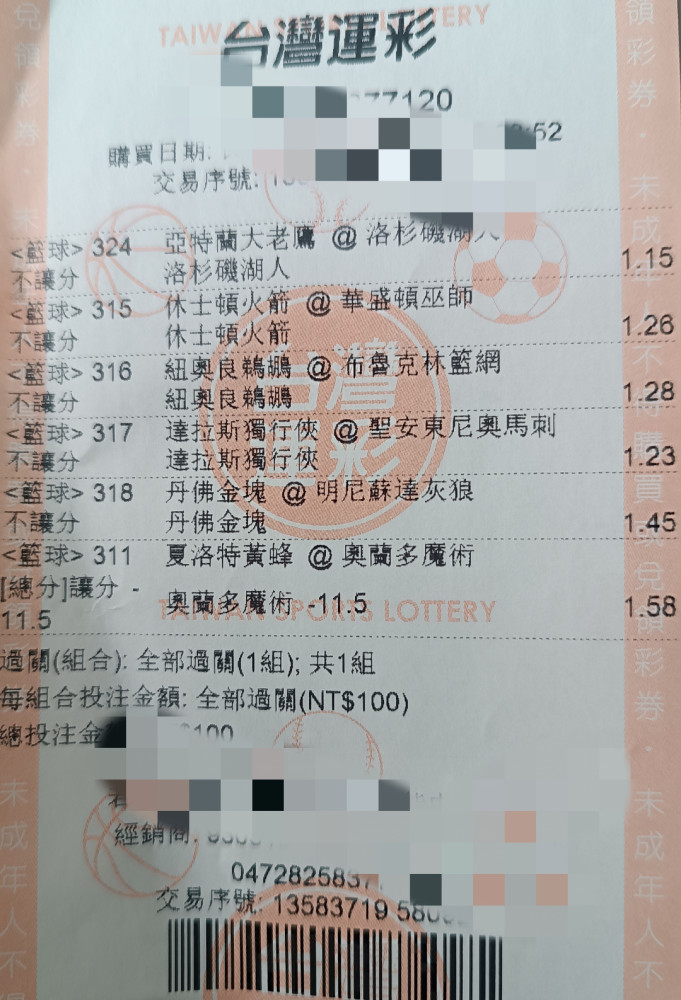 TAIWAN SPORTS LOTTERY
台灣運彩
77120
:52
購買日期:
交易序號:
<籃球> 324 亞特蘭大老鷹 @ 洛杉磯湖人
不讓分 洛杉磯湖人 1.15
<籃球> 315 休士頓火箭 @ 華盛頓巫師
不讓分 休士頓火箭 1.26
<籃球> 316 紐奧良鵜鶘 @ 布魯克林籃網
不讓分 紐奧良鵜鶘 1.28
<籃球> 317 達拉斯獨行俠 @ 聖安東尼奧馬刺
不讓分 達拉斯獨行俠 1.23
<籃球> 318 丹佛金塊 @ 明尼蘇達灰狼
不讓分 丹佛金塊 1.45
<籃球> 311 夏洛特黃蜂 @ 奧蘭多魔術
[總分]讓分 -
11.5 奧蘭多魔術 -11.5 1.58
TAIWAN SPORTS LOTTERY
過關(組合): 全部過關(1組); 共1組
每組合投注金額: 全部過關(NT$100)
總投注金 $100
經銷商:
0472825837
交易序號: 13583719 580
台灣運彩
領彩券・未成年人不得購買或兌領彩券・未成年人不